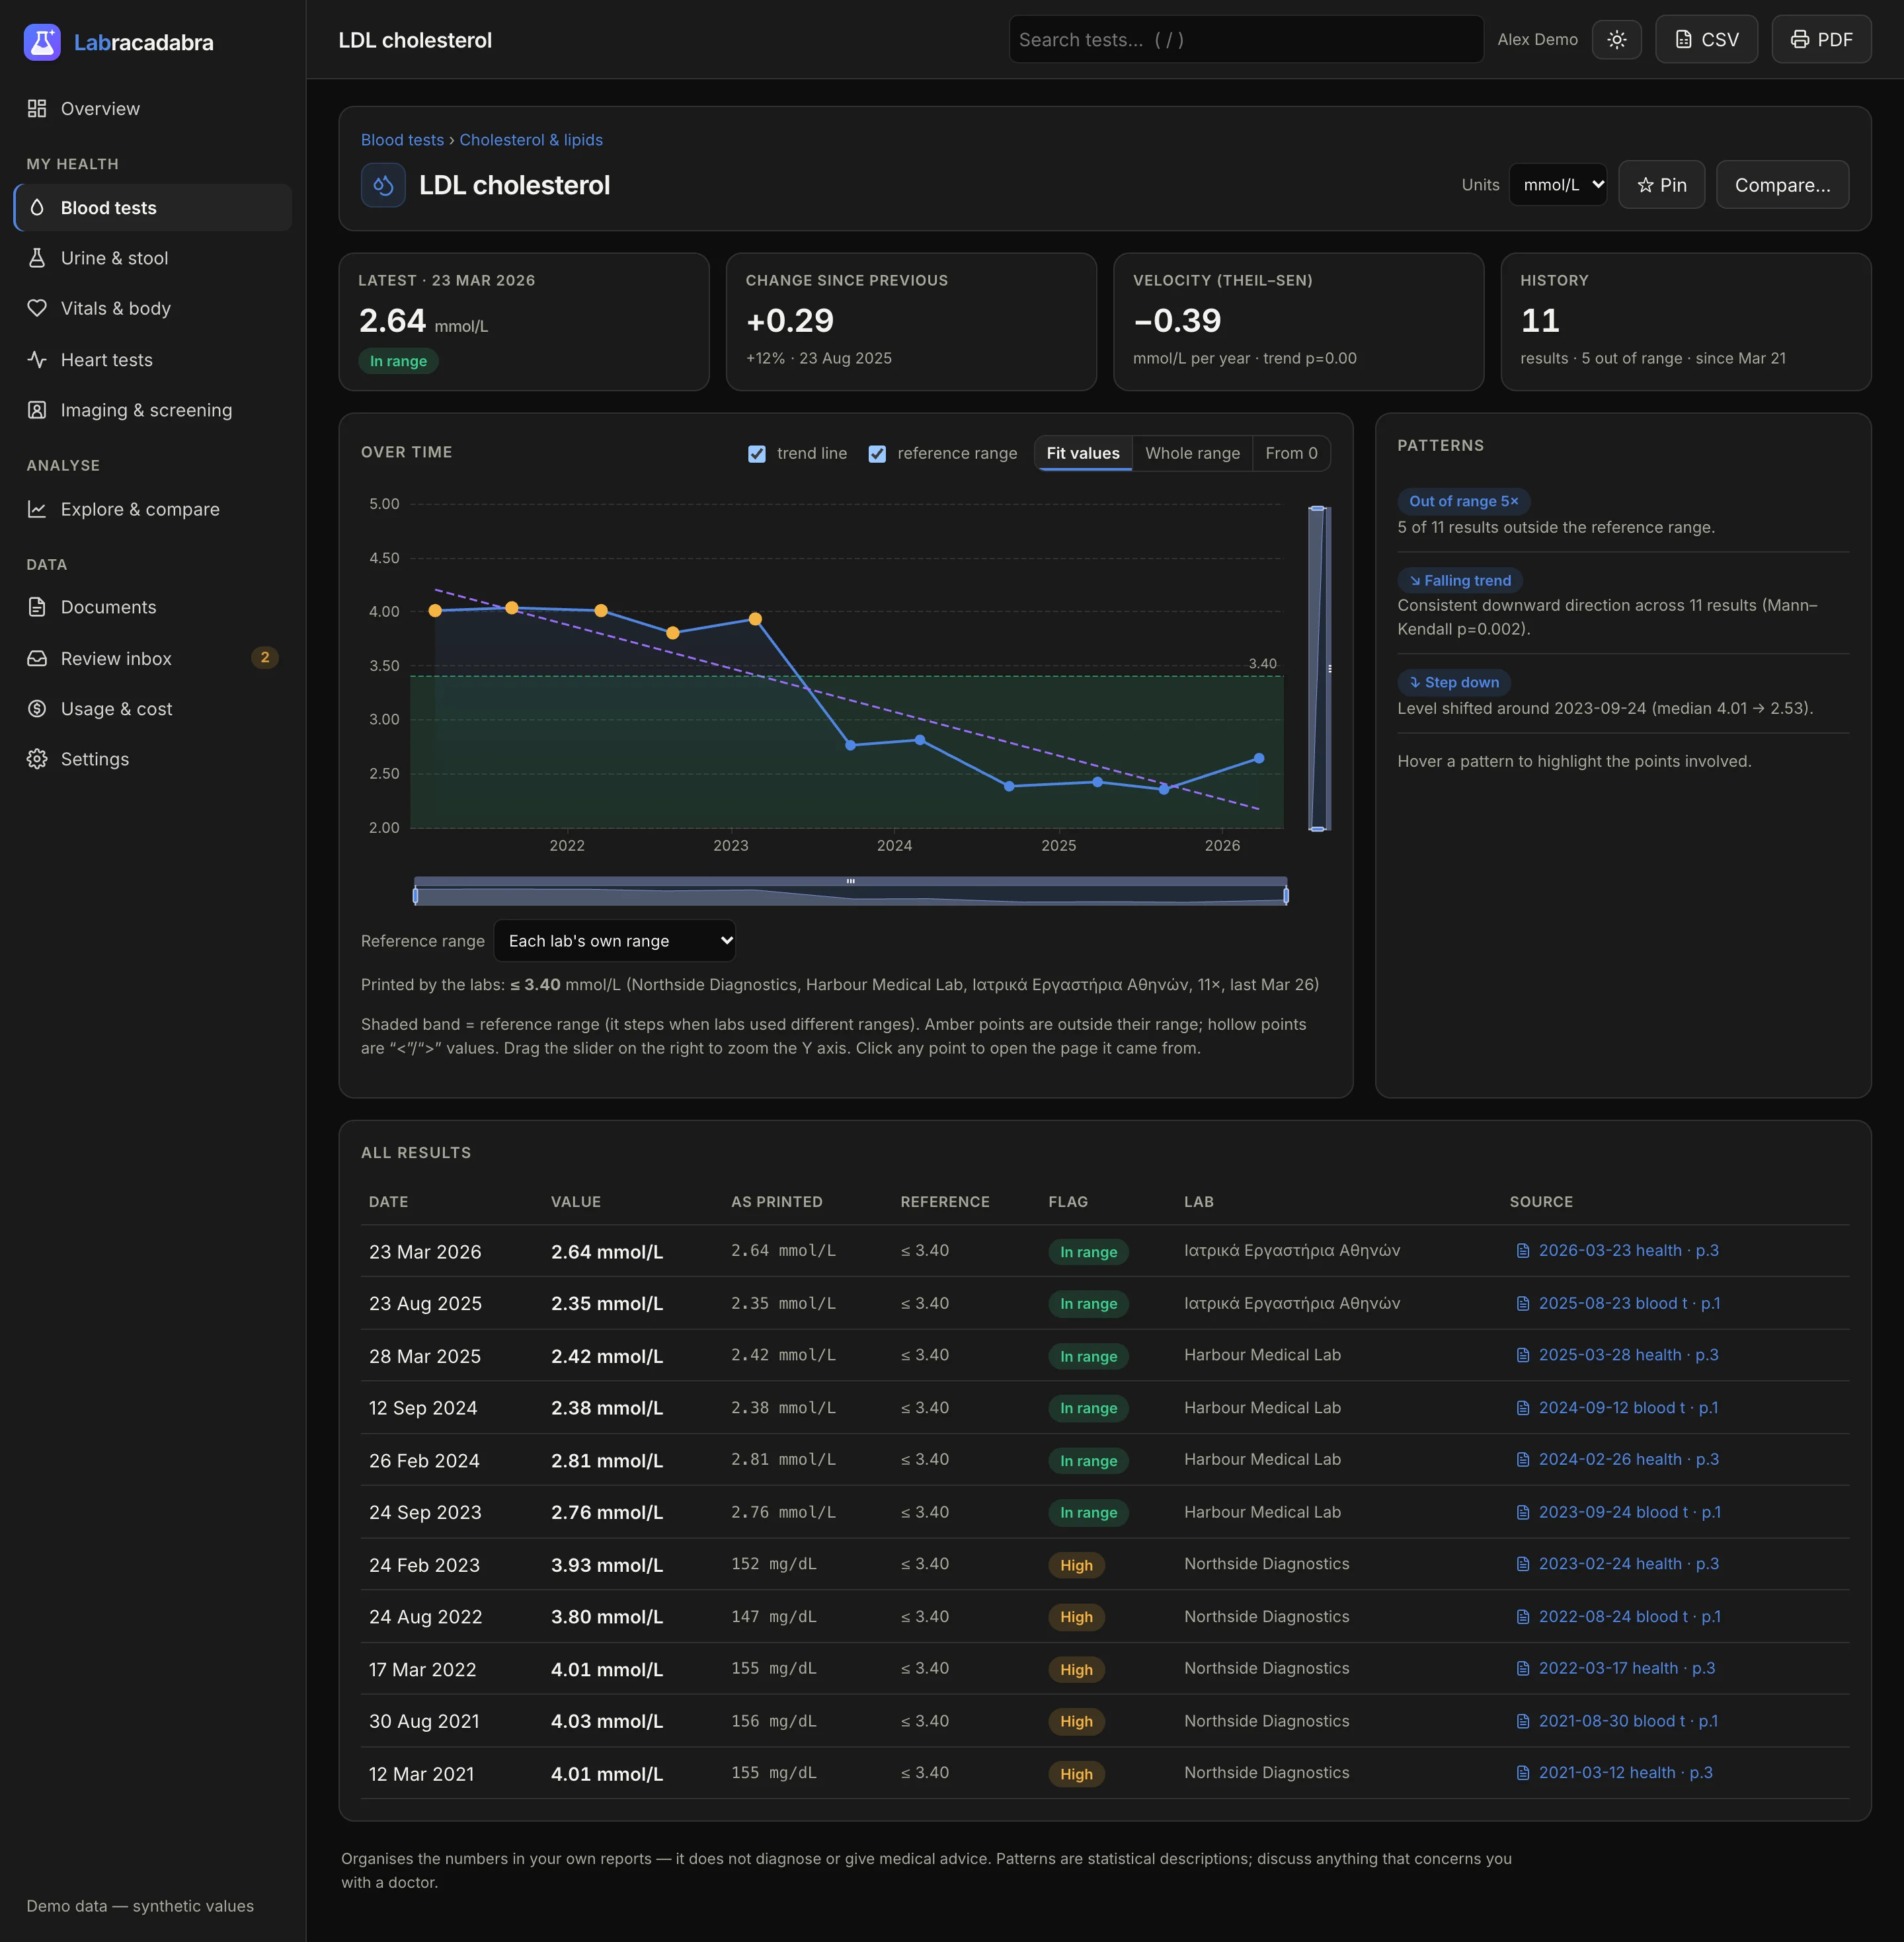 Labracadabra
LDL cholesterol
Search tests... ( / )
Alex Demo
CSV
PDF
Overview
MY HEALTH
Blood tests
Urine & stool
Vitals & body
Heart tests
Imaging & screening
ANALYSE
Explore & compare
DATA
Documents
Review inbox 2
Usage & cost
Settings
Demo data — synthetic values
Blood tests › Cholesterol & lipids
LDL cholesterol
Units mmol/L
Pin
Compare...
LATEST · 23 MAR 2026
2.64 mmol/L
In range
CHANGE SINCE PREVIOUS
+0.29
+12% · 23 Aug 2025
VELOCITY (THEIL–SEN)
−0.39
mmol/L per year · trend p=0.00
HISTORY
11
results · 5 out of range · since Mar 21
OVER TIME
trend line
reference range
Fit values
Whole range
From 0
5.00
4.50
4.00
3.50
3.40
3.00
2.50
2.00
2022 2023 2024 2025 2026
Reference range Each lab's own range
Printed by the labs: ≤ 3.40 mmol/L (Northside Diagnostics, Harbour Medical Lab, Ιατρικά Εργαστήρια Αθηνών, 11×, last Mar 26)
Shaded band = reference range (it steps when labs used different ranges). Amber points are outside their range; hollow points
are “<”/“>” values. Drag the slider on the right to zoom the Y axis. Click any point to open the page it came from.
PATTERNS
Out of range 5×
5 of 11 results outside the reference range.
↘ Falling trend
Consistent downward direction across 11 results (Mann–
Kendall p=0.002).
⤵ Step down
Level shifted around 2023-09-24 (median 4.01 → 2.53).
Hover a pattern to highlight the points involved.
ALL RESULTS
DATE VALUE AS PRINTED REFERENCE FLAG LAB SOURCE
23 Mar 2026 2.64 mmol/L 2.64 mmol/L ≤ 3.40 In range Ιατρικά Εργαστήρια Αθηνών 2026-03-23 health · p.3
23 Aug 2025 2.35 mmol/L 2.35 mmol/L ≤ 3.40 In range Ιατρικά Εργαστήρια Αθηνών 2025-08-23 blood t · p.1
28 Mar 2025 2.42 mmol/L 2.42 mmol/L ≤ 3.40 In range Harbour Medical Lab 2025-03-28 health · p.3
12 Sep 2024 2.38 mmol/L 2.38 mmol/L ≤ 3.40 In range Harbour Medical Lab 2024-09-12 blood t · p.1
26 Feb 2024 2.81 mmol/L 2.81 mmol/L ≤ 3.40 In range Harbour Medical Lab 2024-02-26 health · p.3
24 Sep 2023 2.76 mmol/L 2.76 mmol/L ≤ 3.40 In range Harbour Medical Lab 2023-09-24 blood t · p.1
24 Feb 2023 3.93 mmol/L 152 mg/dL ≤ 3.40 High Northside Diagnostics 2023-02-24 health · p.3
24 Aug 2022 3.80 mmol/L 147 mg/dL ≤ 3.40 High Northside Diagnostics 2022-08-24 blood t · p.1
17 Mar 2022 4.01 mmol/L 155 mg/dL ≤ 3.40 High Northside Diagnostics 2022-03-17 health · p.3
30 Aug 2021 4.03 mmol/L 156 mg/dL ≤ 3.40 High Northside Diagnostics 2021-08-30 blood t · p.1
12 Mar 2021 4.01 mmol/L 155 mg/dL ≤ 3.40 High Northside Diagnostics 2021-03-12 health · p.3
Organises the numbers in your own reports — it does not diagnose or give medical advice. Patterns are statistical descriptions; discuss anything that concerns you
with a doctor.